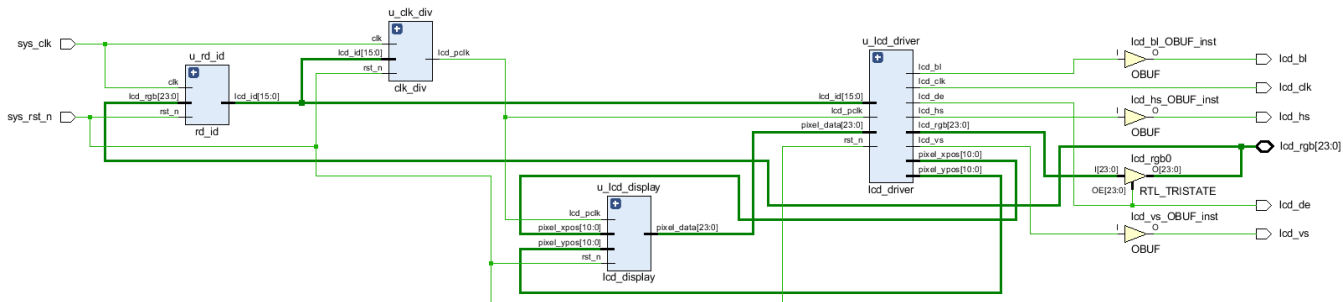 sys_clk
sys_rst_n
u_rd_id
clk
lcd_rgb[23:0]
rst_n
lcd_id[15:0]
rd_id
u_clk_div
clk
lcd_id[15:0]
rst_n
lcd_pclk
clk_div
u_lcd_display
lcd_pclk
pixel_xpos[10:0]
pixel_ypos[10:0]
rst_n
pixel_data[23:0]
lcd_display
u_lcd_driver
lcd_id[15:0]
lcd_pclk
pixel_data[23:0]
rst_n
lcd_bl
lcd_clk
lcd_de
lcd_hs
lcd_rgb[23:0]
lcd_vs
pixel_xpos[10:0]
pixel_ypos[10:0]
lcd_driver
lcd_bl_OBUF_inst
I
O
OBUF
lcd_hs_OBUF_inst
I
O
OBUF
lcd_rgb0
I[23:0]
O[23:0]
OE[23:0]
RTL_TRISTATE
lcd_vs_OBUF_inst
I
O
OBUF
lcd_bl
lcd_clk
lcd_hs
lcd_rgb[23:0]
lcd_de
lcd_vs